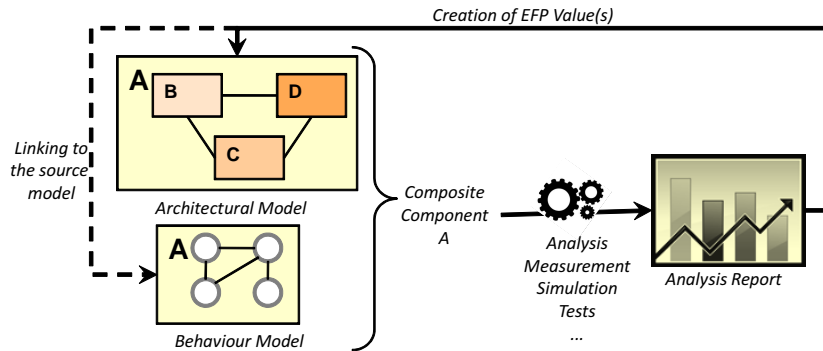 Creation of EFP Value(s)
A
B
D
C
Linking to
the source
model
Architectural Model
Composite
Component
A
Analysis
Measurement
Simulation
Tests
...
Analysis Report
A
Behaviour Model